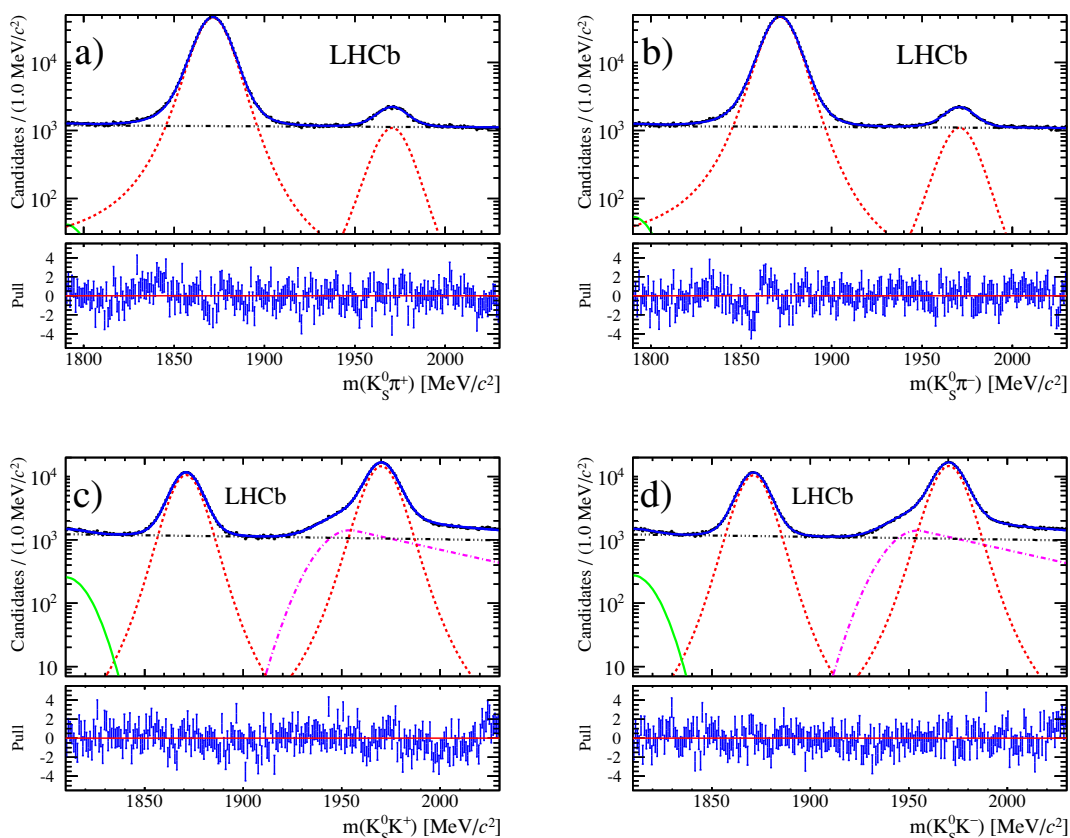 a)
LHCb
Candidates / (1.0 MeV/c²)
10⁴
10³
10²
Pull
4
2
0
-2
-4
1800 1850 1900 1950 2000
m(K⁰_Sπ⁺) [MeV/c²]
b)
LHCb
Candidates / (1.0 MeV/c²)
10⁴
10³
10²
Pull
4
2
0
-2
-4
1800 1850 1900 1950 2000
m(K⁰_Sπ⁻) [MeV/c²]
c)
LHCb
Candidates / (1.0 MeV/c²)
10⁴
10³
10²
10
Pull
4
2
0
-2
-4
1850 1900 1950 2000
m(K⁰_SK⁺) [MeV/c²]
d)
LHCb
Candidates / (1.0 MeV/c²)
10⁴
10³
10²
10
Pull
4
2
0
-2
-4
1850 1900 1950 2000
m(K⁰_SK⁻) [MeV/c²]